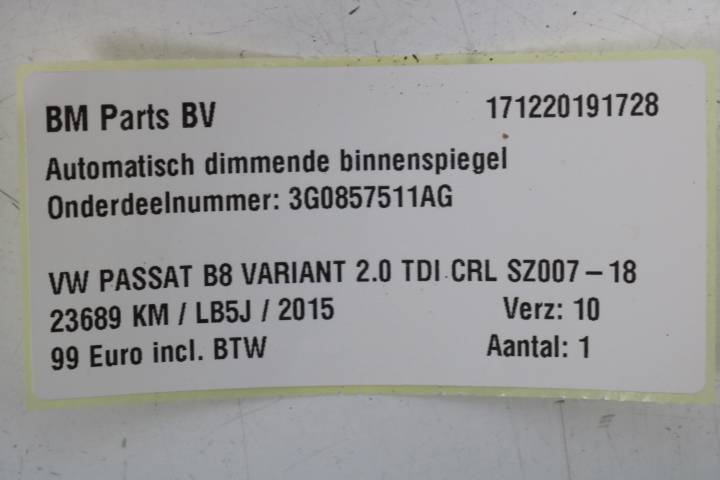 BM Parts BV 171220191728
Automatisch dimmende binnenspiegel
Onderdeelnummer: 3G0857511AG
VW PASSAT B8 VARIANT 2.0 TDI CRL SZ007-18
23689 KM / LB5J / 2015 Verz: 10
99 Euro incl. BTW Aantal: 1